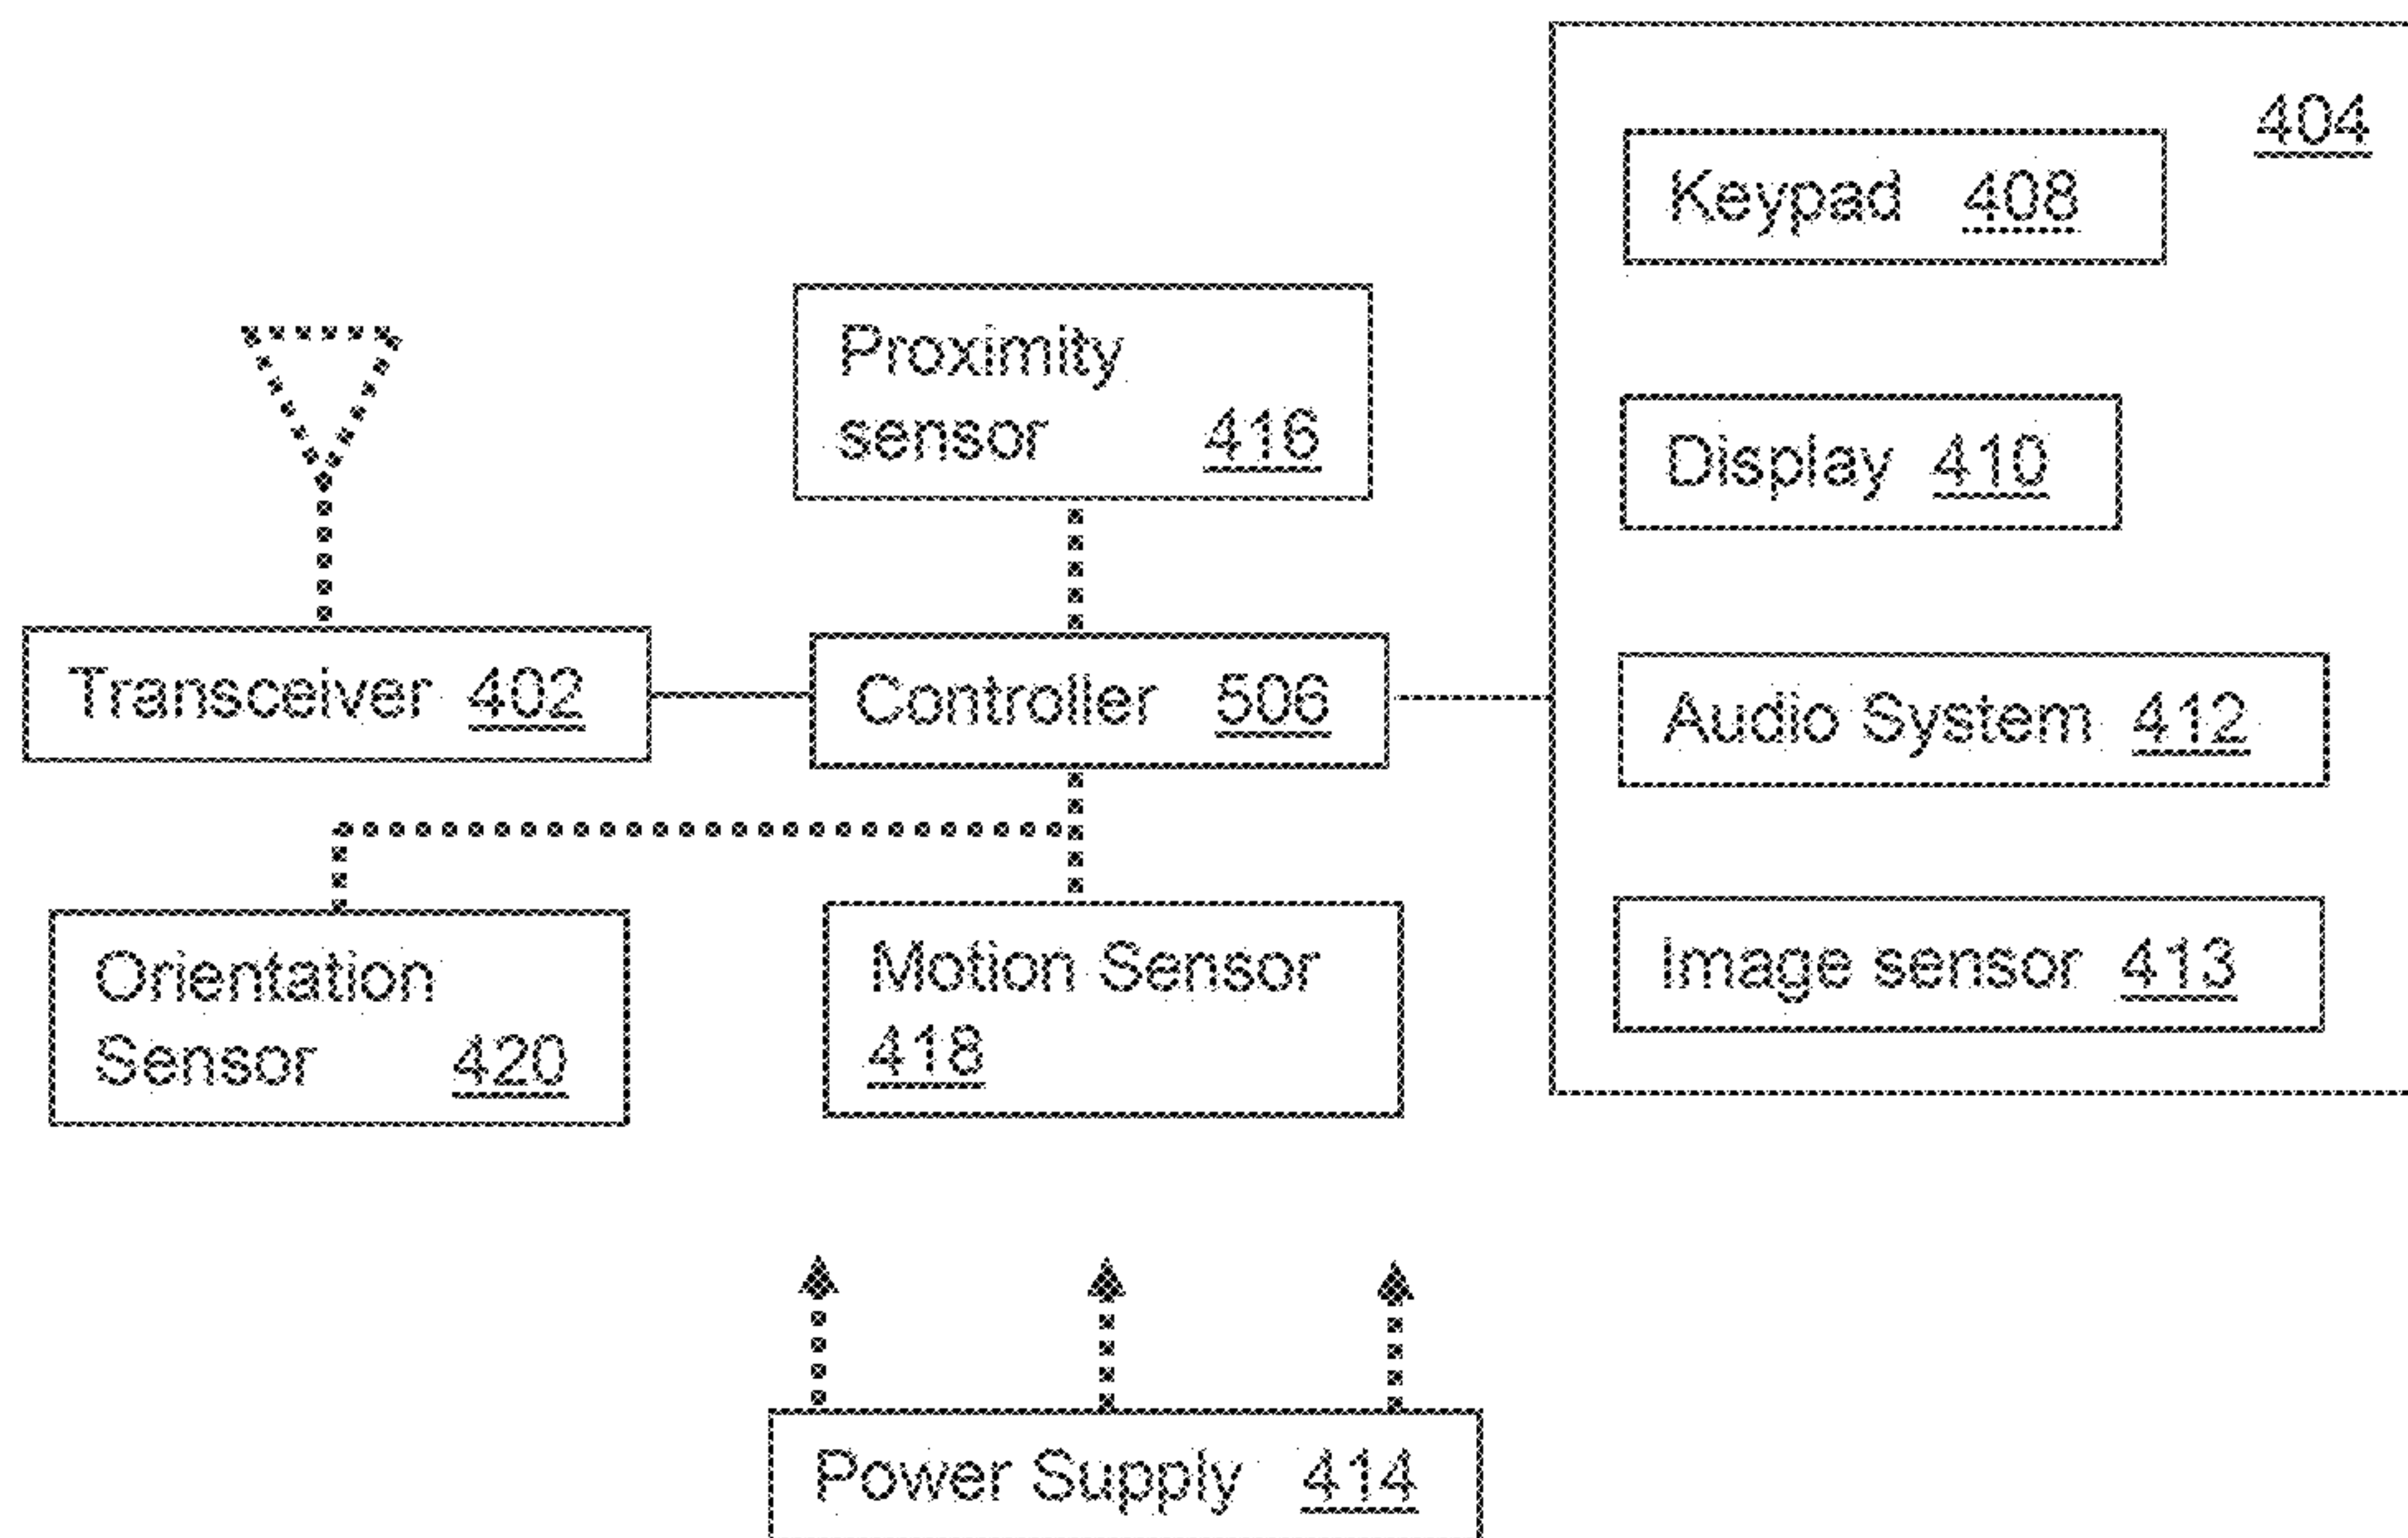 404
Keypad 408
Proximity
sensor 416
Display 410
Transceiver 402
Controller 506
Audio System 412
Orientation
Sensor 420
Motion Sensor
418
Image sensor 413
Power Supply 414